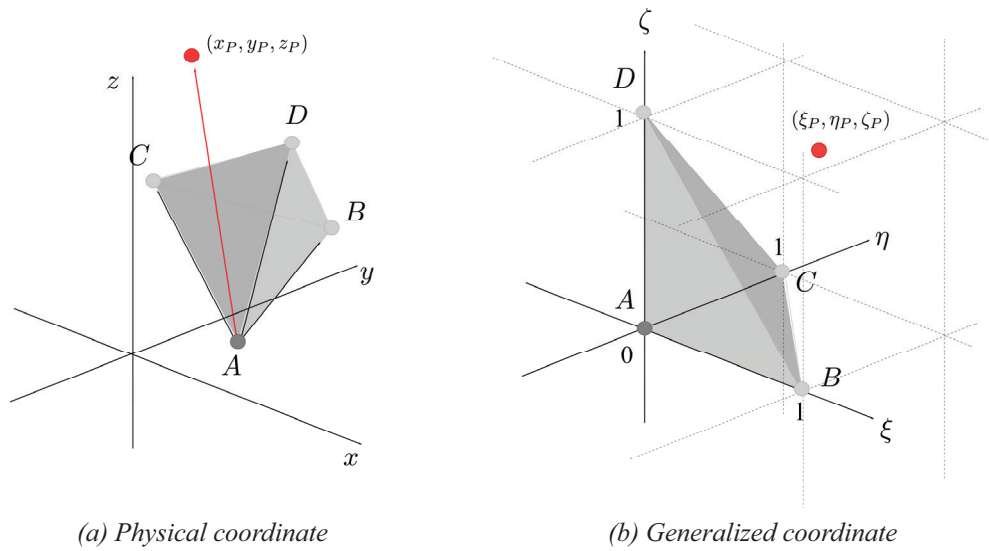 (x_P, y_P, z_P)
z
D
C
B
y
A
x
(a) Physical coordinate
ζ
D
1
(ξ_P, η_P, ζ_P)
1
η
A
C
0
B
1
ξ
(b) Generalized coordinate